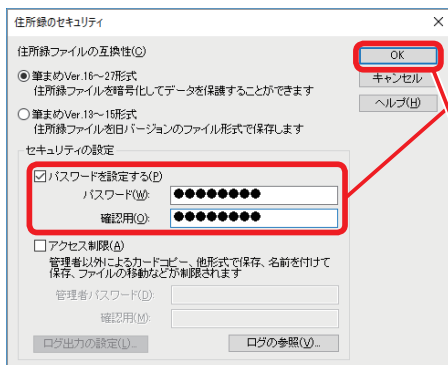 住所録のセキュリティ
住所録ファイルの互換性(C)
OK
筆まめVer.16～27形式
住所録ファイルを暗号化してデータを保護することができます
キャンセル
ヘルプ(H)
筆まめVer.13～15形式
住所録ファイルを旧バージョンのファイル形式で保存します
セキュリティの設定
パスワードを設定する(P)
パスワード(W): ●●●●●●●●
確認用(O): ●●●●●●●●
アクセス制限(A)
管理者以外によるカードコピー、他形式で保存、名前を付けて
保存、ファイルの移動などが制限されます
管理者パスワード(D):
確認用(M):
ログ出力の設定(L)...
ログの参照(V)...